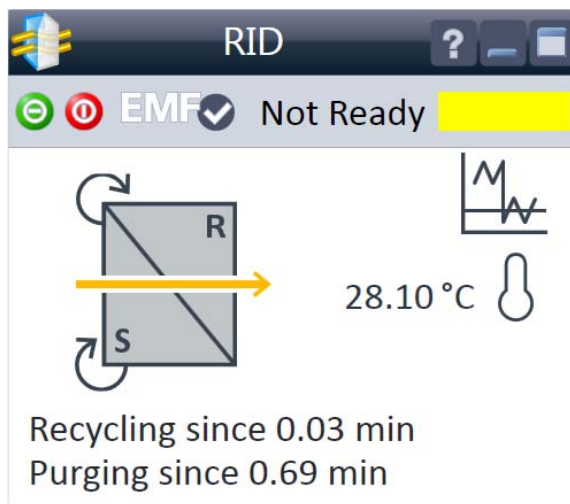 RID
?
EMF Not Ready
R
28.10 °C
S
Recycling since 0.03 min
Purging since 0.69 min